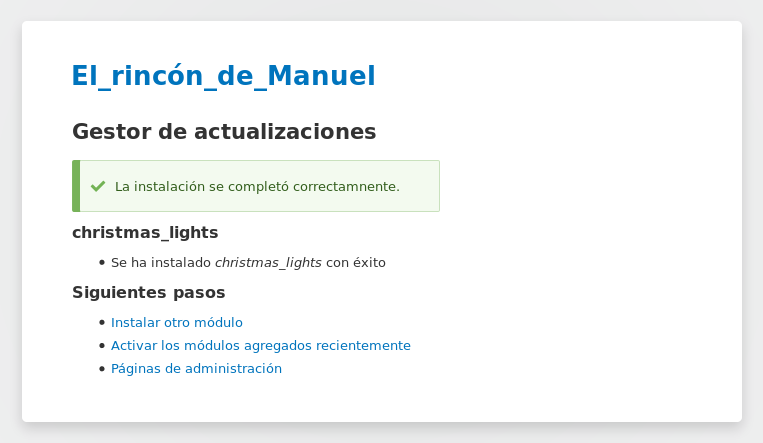 El_rincón_de_Manuel
Gestor de actualizaciones
La instalación se completó correctamnente.
christmas_lights
Se ha instalado christmas_lights con éxito
Siguientes pasos
Instalar otro módulo
Activar los módulos agregados recientemente
Páginas de administración